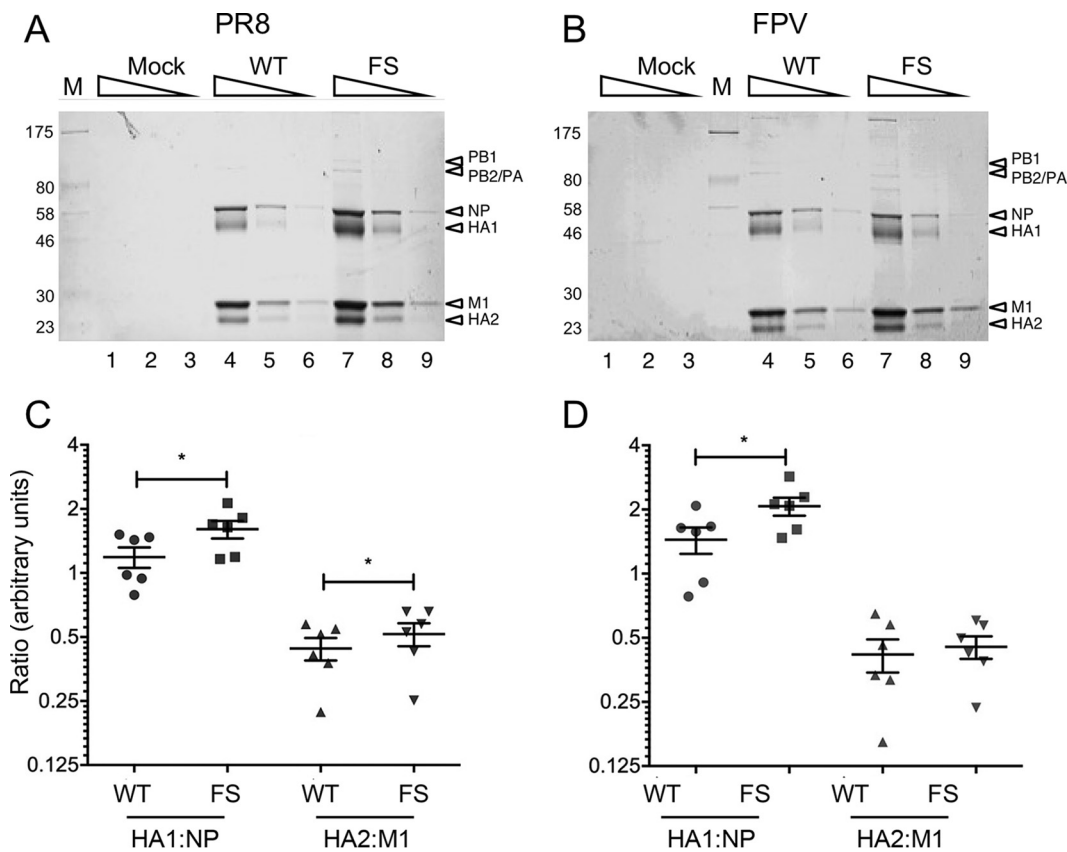 A PR8
M Mock WT FS
175
80
58
46
30
23
PB1
PB2/PA
NP
HA1
M1
HA2
1 2 3 4 5 6 7 8 9
B FPV
Mock M WT FS
175
80
58
46
30
23
PB1
PB2/PA
NP
HA1
M1
HA2
1 2 3 4 5 6 7 8 9
C
Ratio (arbitrary units)
4
2
1
0.5
0.25
0.125
*
*
WT FS WT FS
HA1:NP HA2:M1
D
4
2
1
0.5
0.25
0.125
*
WT FS WT FS
HA1:NP HA2:M1